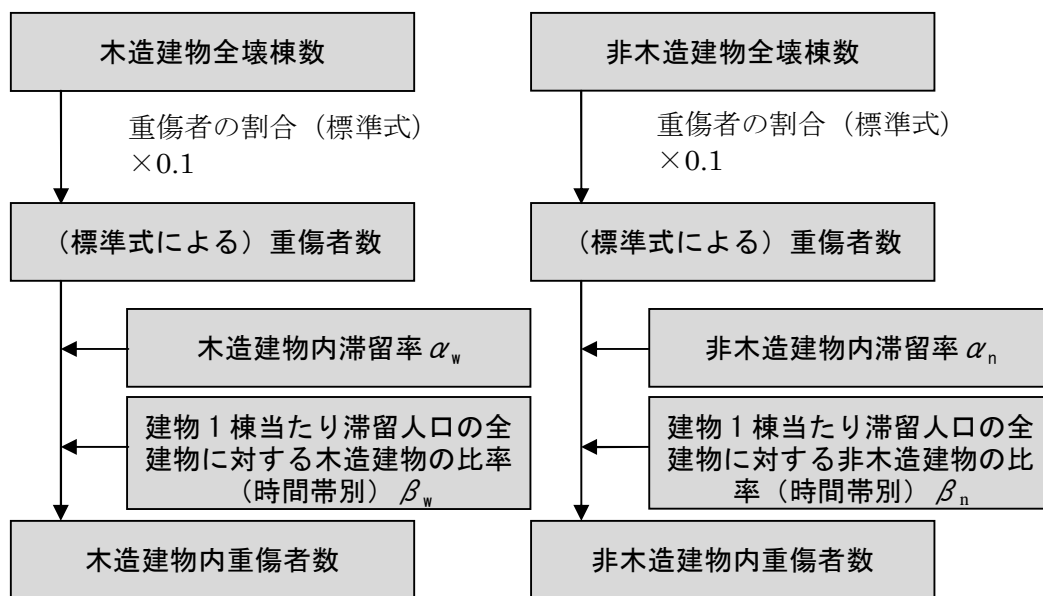 木造建物全壊棟数
重傷者の割合（標準式）
×0.1
（標準式による）重傷者数
木造建物内滞留率αw
建物１棟当たり滞留人口の全
建物に対する木造建物の比率
（時間帯別）βw
木造建物内重傷者数
非木造建物全壊棟数
重傷者の割合（標準式）
×0.1
（標準式による）重傷者数
非木造建物内滞留率αn
建物１棟当たり滞留人口の全
建物に対する非木造建物の比
率（時間帯別）βn
非木造建物内重傷者数